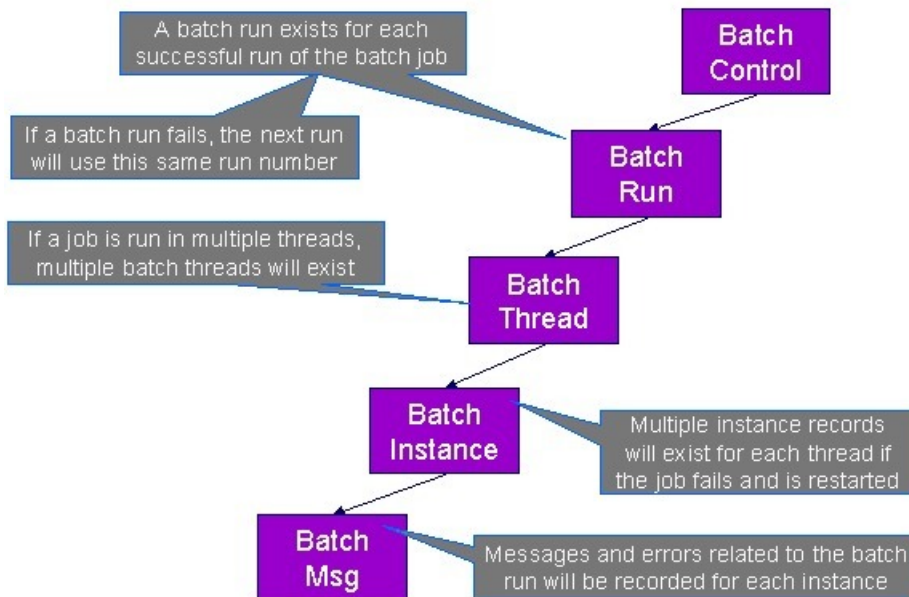 A batch run exists for each
successful run of the batch job
Batch
Control
If a batch run fails, the next run
will use this same run number
Batch
Run
If a job is run in multiple threads,
multiple batch threads will exist
Batch
Thread
Batch
Instance
Multiple instance records
will exist for each thread if
the job fails and is restarted
Batch
Msg
Messages and errors related to the batch
run will be recorded for each instance